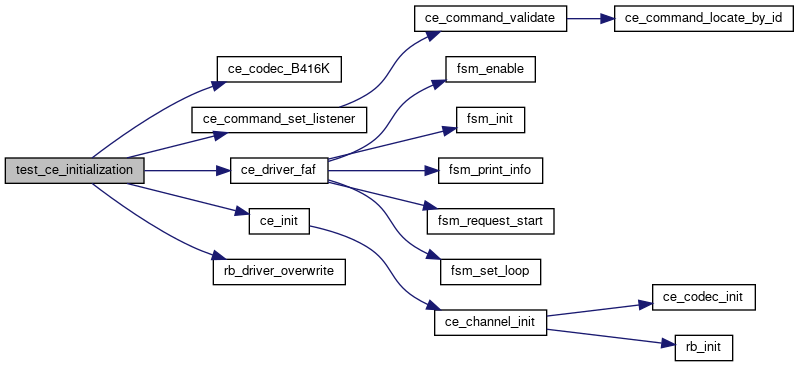 test_ce_initialization
ce_codec_B416K
ce_command_set_listener
ce_command_validate
ce_command_locate_by_id
ce_driver_faf
fsm_enable
fsm_init
fsm_print_info
fsm_request_start
fsm_set_loop
ce_init
ce_channel_init
ce_codec_init
rb_init
rb_driver_overwrite